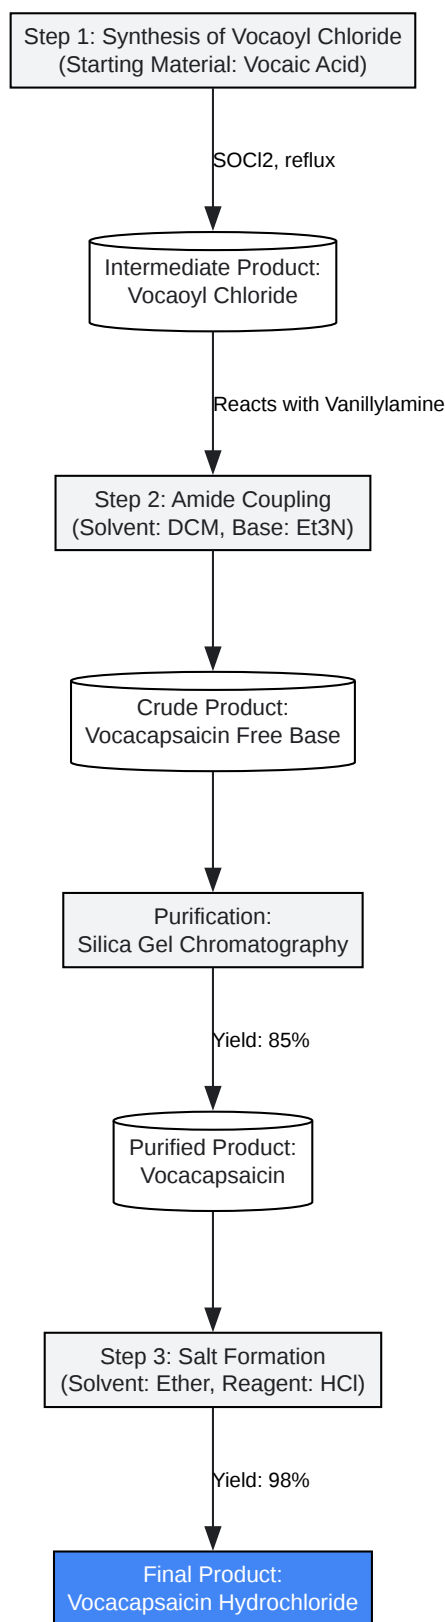 Step 1: Synthesis of Vocaoyl Chloride
(Starting Material: Vocaic Acid)
SOCl2, reflux
Intermediate Product:
Vocaoyl Chloride
Reacts with Vanillylamine
Step 2: Amide Coupling
(Solvent: DCM, Base: Et3N)
Crude Product:
Vocacapsaicin Free Base
Purification:
Silica Gel Chromatography
Yield: 85%
Purified Product:
Vocacapsaicin
Step 3: Salt Formation
(Solvent: Ether, Reagent: HCl)
Yield: 98%
Final Product:
Vocacapsaicin Hydrochloride